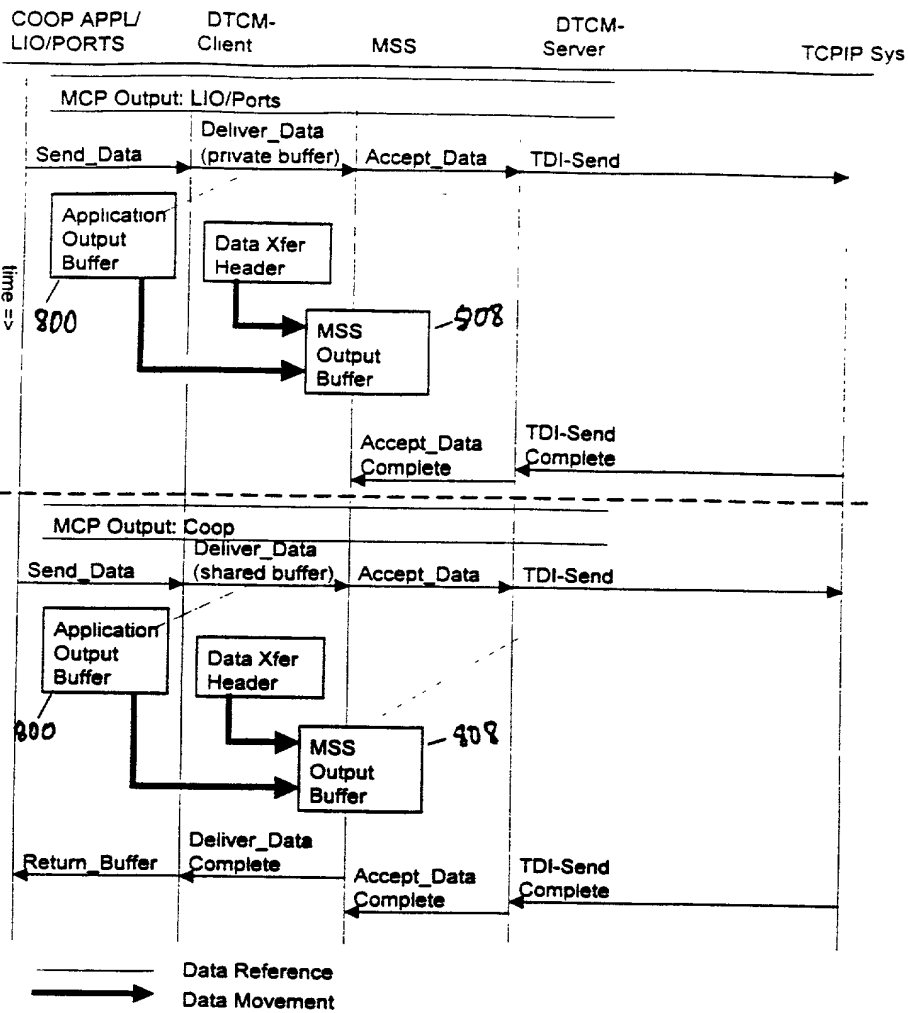 COOP APPL/
LIO/PORTS
DTCM-
Client
MSS
DTCM-
Server
TCPIP Sys
MCP Output: LIO/Ports
Send_Data
Deliver_Data
(private buffer)
Accept_Data
TDI-Send
Application
Output
Buffer
Data Xfer
Header
time =>
800
MSS
Output
Buffer
808
Accept_Data
Complete
TDI-Send
Complete
MCP Output: Coop
Send_Data
Deliver_Data
(shared buffer)
Accept_Data
TDI-Send
Application
Output
Buffer
Data Xfer
Header
800
MSS
Output
Buffer
808
Return_Buffer
Deliver_Data
Complete
Accept_Data
Complete
TDI-Send
Complete
Data Reference
Data Movement